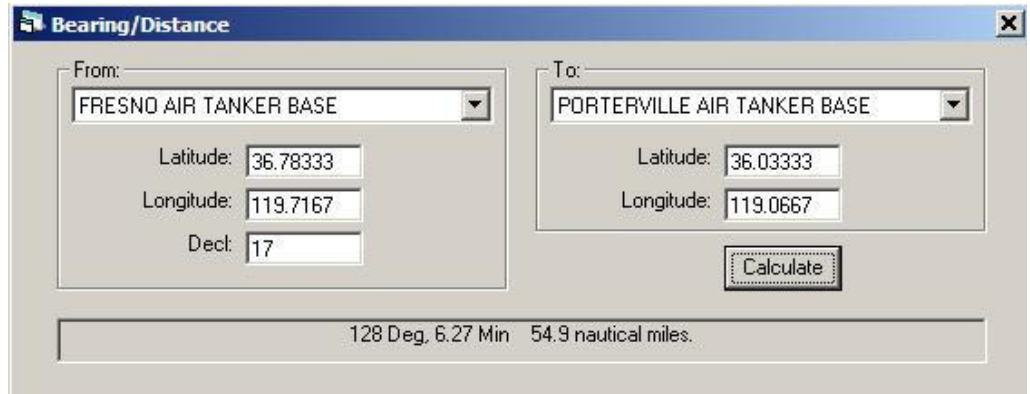 Bearing/Distance
From:
FRESNO AIR TANKER BASE
Latitude: 36.78333
Longitude: 119.7167
Decl: 17
To:
PORTERVILLE AIR TANKER BASE
Latitude: 36.03333
Longitude: 119.0667
Calculate
128 Deg, 6.27 Min 54.9 nautical miles.